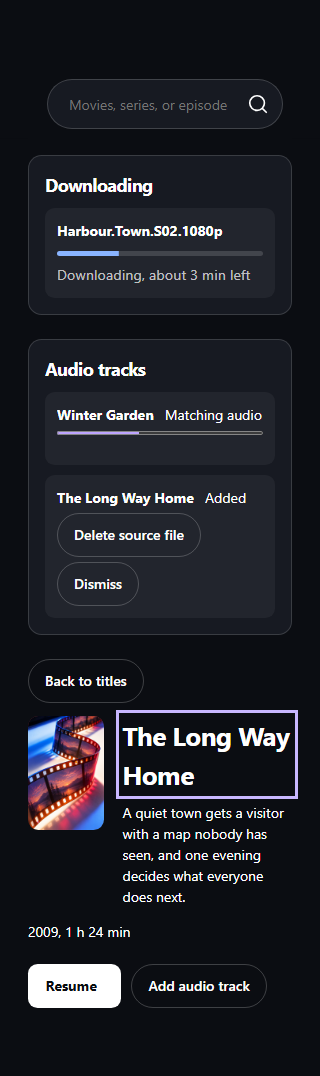 Movies, series, or episode
Downloading
Harbour.Town.S02.1080p
Downloading, about 3 min left
Audio tracks
Winter Garden Matching audio
The Long Way Home Added
Delete source file
Dismiss
Back to titles
The Long Way
Home
A quiet town gets a visitor
with a map nobody has
seen, and one evening
decides what everyone
does next.
2009, 1 h 24 min
Resume Add audio track